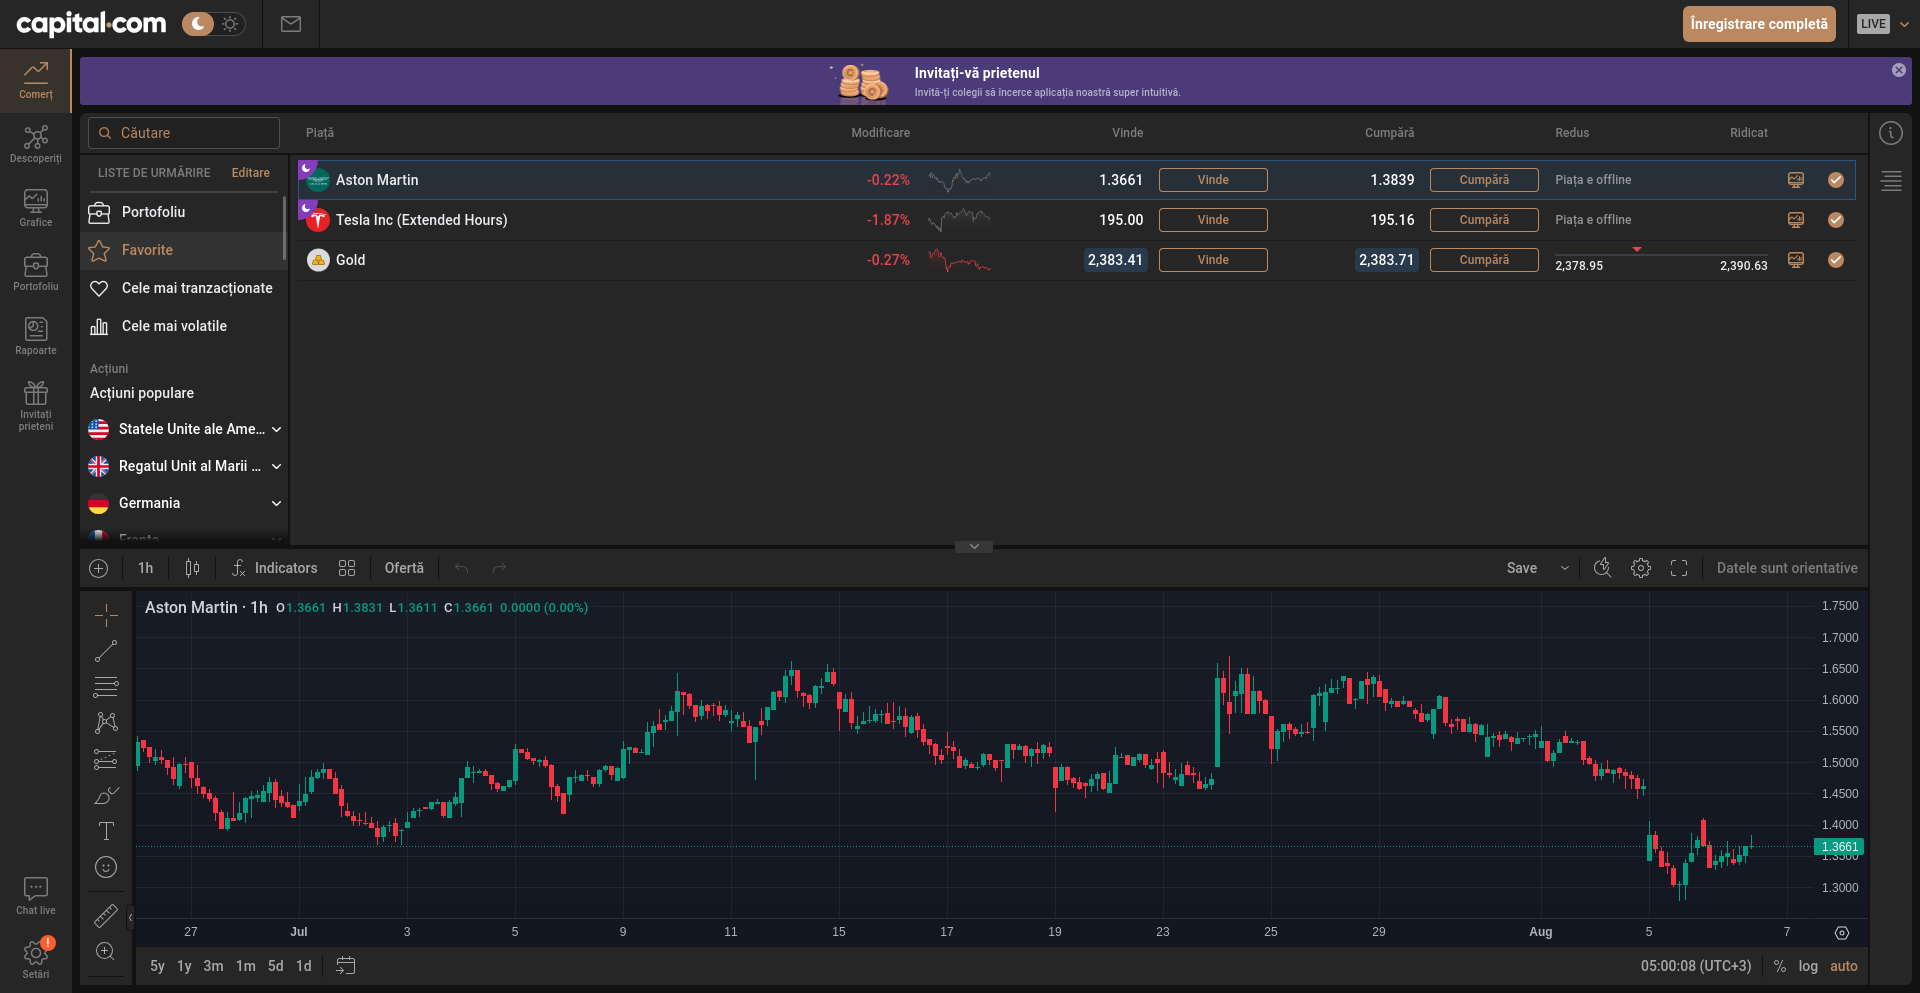 capital.com
Înregistrare completă
LIVE
Comerț
Invitați-vă prietenul
Invită-ți colegii să încerce aplicația noastră super intuitivă.
Descoperiți
Grafice
Portofoliu
Rapoarte
Invitați
prieteni
Chat live
Setări
Căutare
Piață Modificare Vinde Cumpără Redus Ridicat
LISTE DE URMĂRIRE Editare
Portofoliu
Favorite
Cele mai tranzacționate
Cele mai volatile
Acțiuni
Acțiuni populare
Statele Unite ale Ame...
Regatul Unit al Marii ...
Germania
Franța
Aston Martin -0.22% 1.3661 Vinde 1.3839 Cumpără Piața e offline
Tesla Inc (Extended Hours) -1.87% 195.00 Vinde 195.16 Cumpără Piața e offline
Gold -0.27% 2,383.41 Vinde 2,383.71 Cumpără 2,378.95 2,390.63
1h Indicators Ofertă Save Datele sunt orientative
Aston Martin · 1h O1.3661 H1.3831 L1.3611 C1.3661 0.0000 (0.00%)
1.7500
1.7000
1.6500
1.6000
1.5500
1.5000
1.4500
1.4000
1.3661
1.3500
1.3000
27 Jul 3 5 9 11 15 17 19 23 25 29 Aug 5 7
5y 1y 3m 1m 5d 1d 05:00:08 (UTC+3) % log auto